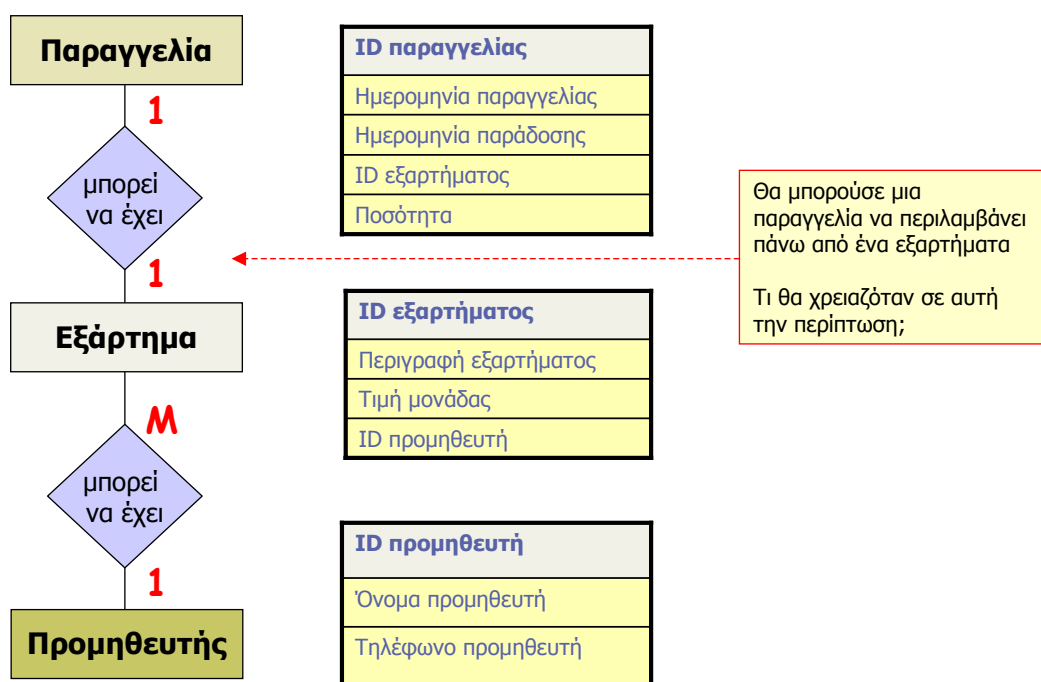 Παραγγελία
1
μπορεί
να έχει
1
Εξάρτημα
M
μπορεί
να έχει
1
Προμηθευτής
ID παραγγελίας
Ημερομηνία παραγγελίας
Ημερομηνία παράδοσης
ID εξαρτήματος
Ποσότητα
ID εξαρτήματος
Περιγραφή εξαρτήματος
Τιμή μονάδας
ID προμηθευτή
ID προμηθευτή
Όνομα προμηθευτή
Τηλέφωνο προμηθευτή
Θα μπορούσε μια
παραγγελία να περιλαμβάνει
πάνω από ένα εξαρτήματα
Τι θα χρειαζόταν σε αυτή
την περίπτωση;